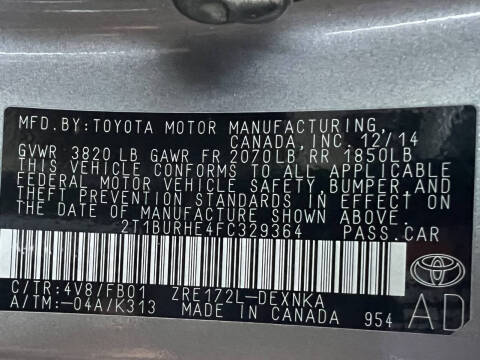 MFD.BY:TOYOTA MOTOR MANUFACTURING,
CANADA,INC. 12/14
GVWR 3820 LB GAWR FR 2070LB RR 1850LB
THIS VEHICLE CONFORMS TO ALL APPLICABLE
FEDERAL MOTOR VEHICLE SAFETY,BUMPER,AND
THEFT PREVENTION STANDARDS IN EFFECT ON
THE DATE OF MANUFACTURE SHOWN ABOVE.
2T1BURHE4FC329364 PASS.CAR
C/TR:4V8/FB01 ZRE172L-DEXNKA
A/TM:-04A/K313 MADE IN CANADA 954
TOYOTA
AD